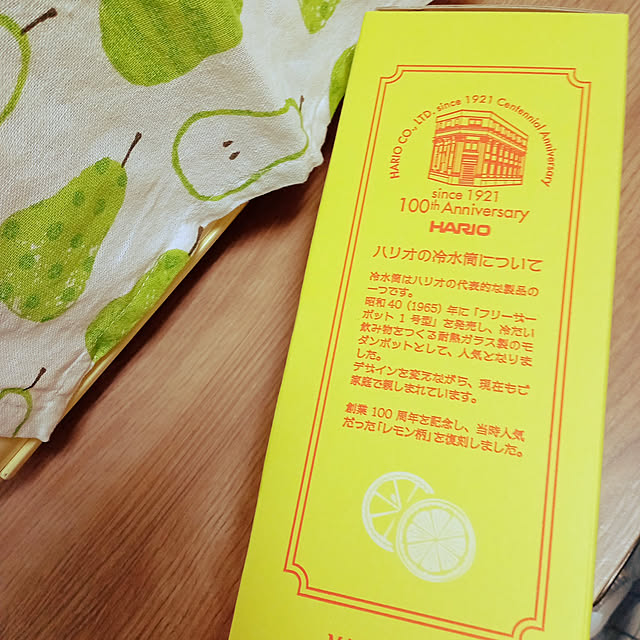 HARIO CO., LTD. since 1921 Centennial Anniversary
since 1921
100th Anniversary
HARIO
ハリオの冷水筒について
冷水筒はハリオの代表的な製品の
一つです。
昭和40(1965)年に「フリーサー
ポット1号型」を発売し、冷たい
飲み物をつくる耐熱ガラス製のモ
ダンポットとして、人気となりま
した。
デザインを変えながら、現在もご
家庭で親しまれています。
創業100周年を記念し、当時人気
だった「レモン柄」を復刻しました。